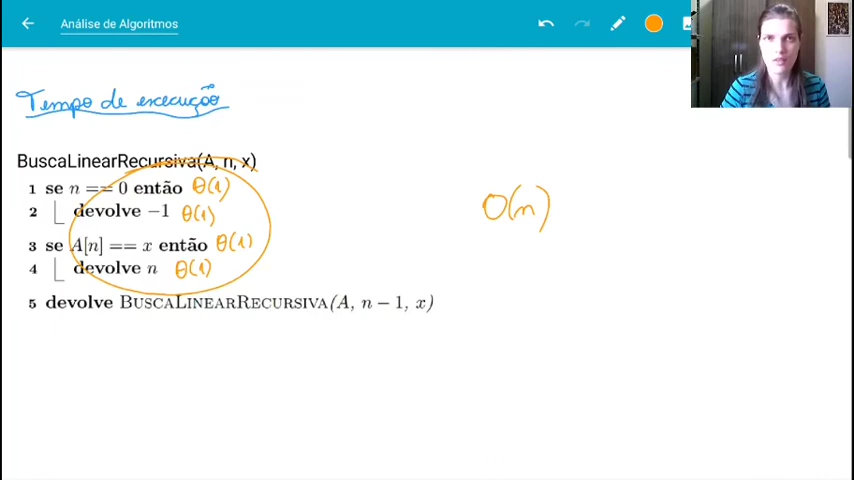 Análise de Algoritmos
Tempo de execução
BuscaLinearRecursiva(A, n, x)
1 se n == 0 então Θ(1)
2 devolve −1 Θ(1)
3 se A[n] == x então Θ(1)
4 devolve n Θ(1)
5 devolve BUSCALINEARRECURSIVA(A, n − 1, x)
O(n)